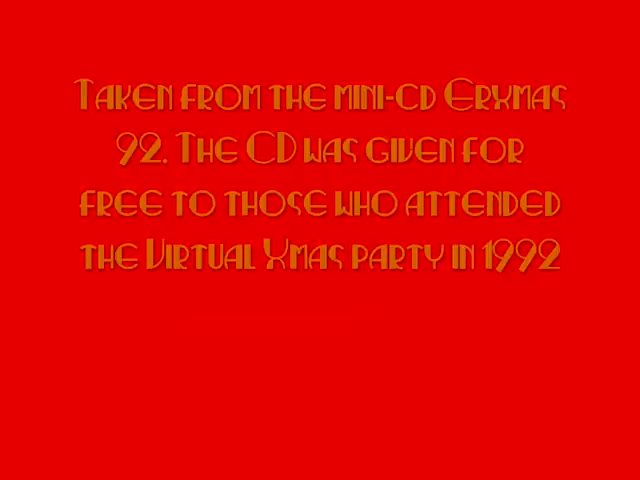 Taken from the mini-cd Erxmas
92. The CD was given for
free to those who attended
the Virtual Xmas party in 1992